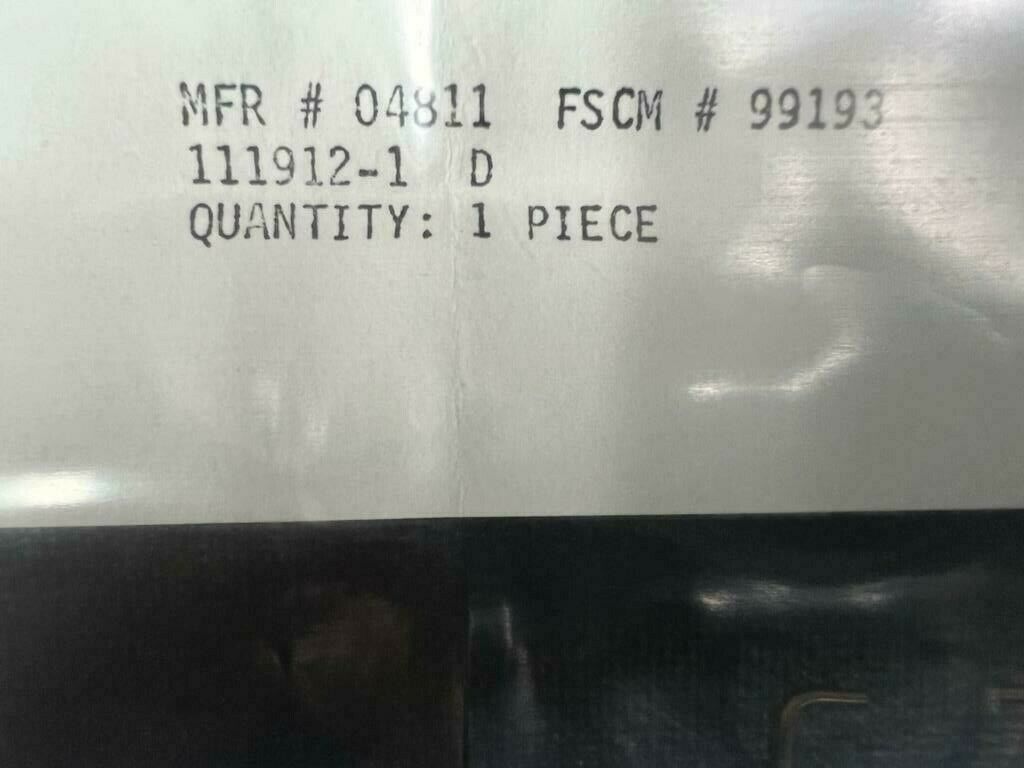 MFR # 04811 FSCM # 99193
111912-1 D
QUANTITY: 1 PIECE